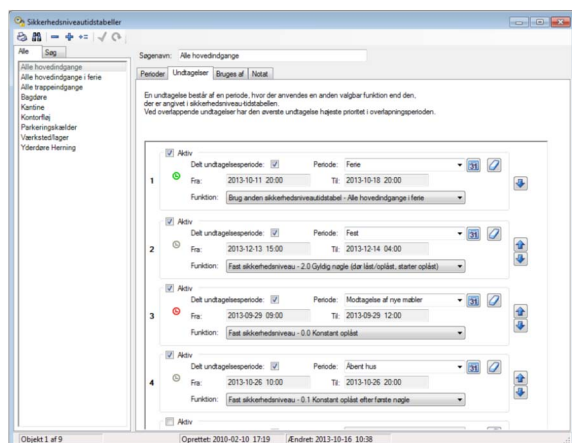 Sikkerhedsniveautidstabeller
Alle
Søg
Alle hovedindgange
Alle hovedindgange i ferie
Alle trappeindgange
Bagdøre
Kantine
Kontorfløj
Parkeringskælder
Værksted/lager
Yderdøre Herning
Søgenavn: Alle hovedindgange
Perioder Undtagelser Bruges af Notat
En undtagelse består af en periode, hvor der anvendes en anden valgbar funktion end den,
der er angivet i sikkerhedsniveau-tidstabellen.
Ved overlappende undtagelser har den øverste undtagelse højeste prioritet i overlapningsperioden.
Aktiv
Delt undtagelsesperiode: Periode: Ferie 31
1 Fra: 2013-10-11 20:00 Til: 2013-10-18 20:00
Funktion: Brug anden sikkerhedsniveautidstabel - Alle hovedindgange i ferie
Aktiv
Delt undtagelsesperiode: Periode: Fest 31
2 Fra: 2013-12-13 15:00 Til: 2013-12-14 04:00
Funktion: Fast sikkerhedsniveau - 2.0 Gyldig nøgle (dør låst/oplåst, starter oplåst)
Aktiv
Delt undtagelsesperiode: Periode: Modtagelse af nye møbler 31
3 Fra: 2013-09-29 09:00 Til: 2013-09-29 12:00
Funktion: Fast sikkerhedsniveau - 0.0 Konstant oplåst
Aktiv
Delt undtagelsesperiode: Periode: Åbent hus 31
4 Fra: 2013-10-26 10:00 Til: 2013-10-26 20:00
Funktion: Fast sikkerhedsniveau - 0.1 Konstant oplåst efter første nøgle
Aktiv
Objekt 1 af 9 Oprettet: 2010-02-10 17:19 Ændret: 2013-10-16 10:38